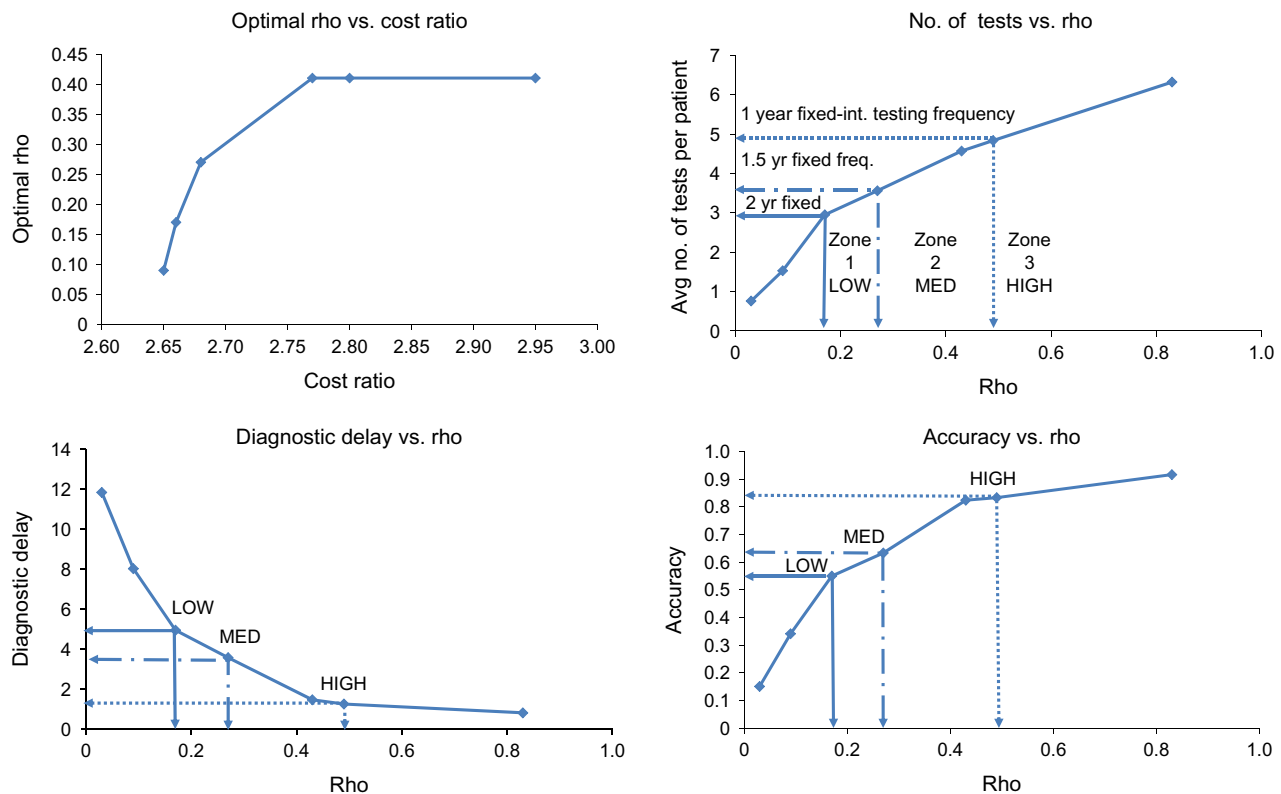 Optimal rho vs. cost ratio
0.45
0.40
0.35
0.30
0.25
0.20
0.15
0.10
0.05
0
Optimal rho
2.60
2.65
2.70
2.75
2.80
2.85
2.90
2.95
3.00
Cost ratio
No. of tests vs. rho
7
6
5
4
3
2
1
0
Avg no. of tests per patient
1 year fixed-int. testing frequency
1.5 yr fixed freq.
2 yr fixed
Zone
1
LOW
Zone
2
MED
Zone
3
HIGH
0
0.2
0.4
0.6
0.8
1.0
Rho
Diagnostic delay vs. rho
14
12
10
8
6
4
2
0
Diagnostic delay
LOW
MED
HIGH
0
0.2
0.4
0.6
0.8
1.0
Rho
Accuracy vs. rho
1.0
0.9
0.8
0.7
0.6
0.5
0.4
0.3
0.2
0.1
0
Accuracy
HIGH
MED
LOW
0
0.2
0.4
0.6
0.8
1.0
Rho